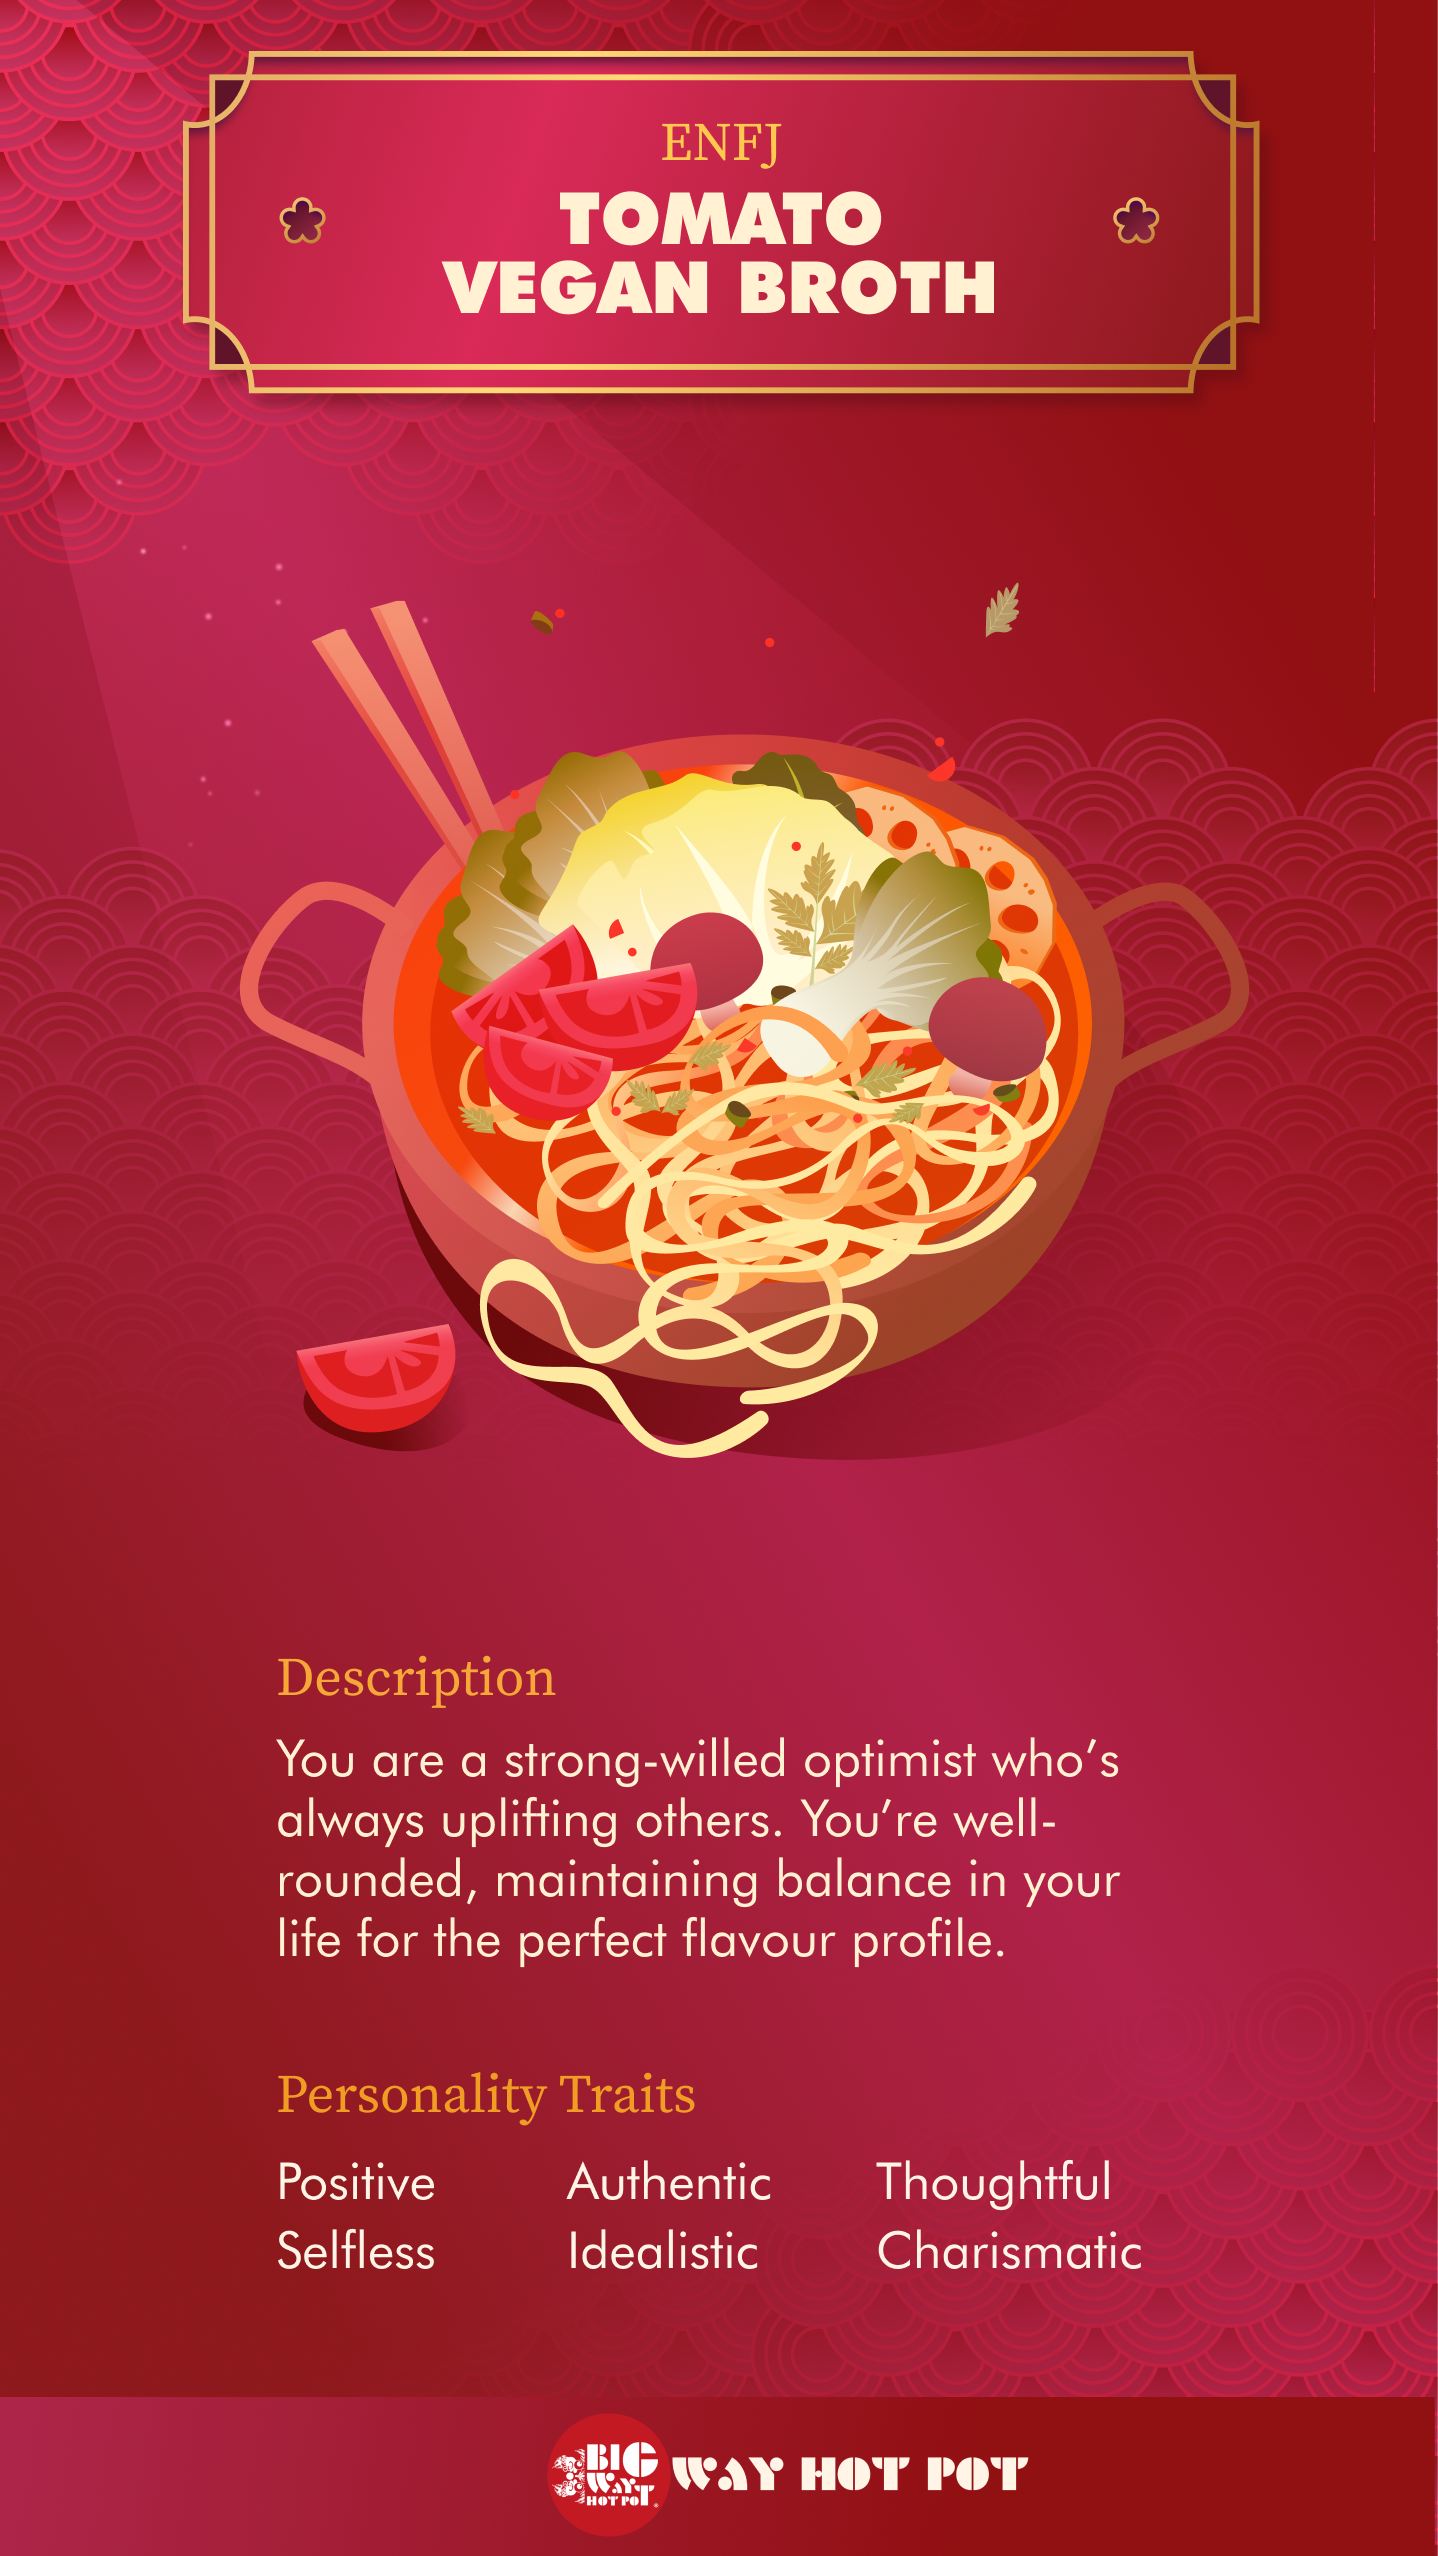 ENFJ
TOMATO
VEGAN BROTH
Description
You are a strong-willed optimist who’s
always uplifting others. You’re well-
rounded, maintaining balance in your
life for the perfect flavour profile.
Personality Traits
Positive Authentic Thoughtful
Selfless Idealistic Charismatic
BIG
WAY
HOT POT
WAY HOT POT